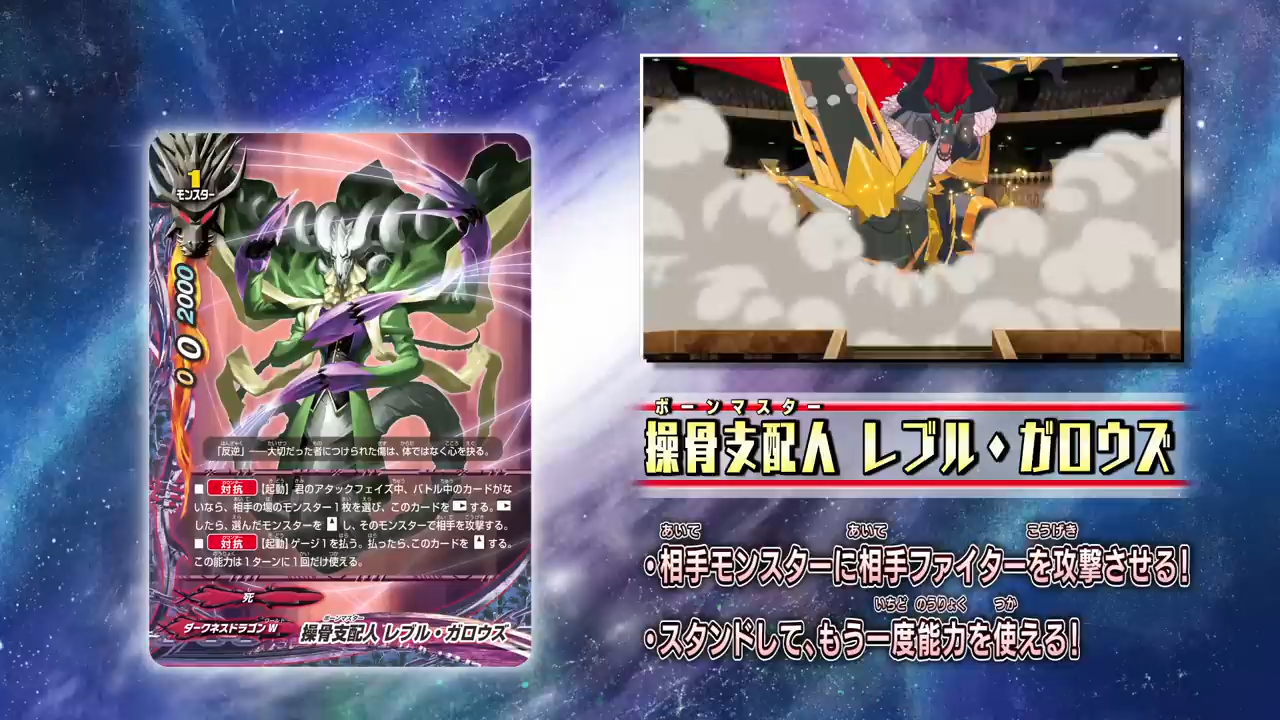 1
モンスター
2000
0
0
「反逆」――大切だった者につけられた傷は、体ではなく心を抉る。
■ 対抗 【起動】君のアタックフェイズ中、バトル中のカードがな
いなら、相手の場のモンスター1枚を選び、このカードを する。
したら、選んだモンスターを し、そのモンスターで相手を攻撃する。
■ 対抗 【起動】ゲージ1を払う。払ったら、このカードを する。
この能力は1ターンに1回だけ使える。
死
ダークネスドラゴンW
ボーンマスター
操骨支配人 レブル・ガロウズ
ボーンマスター
操骨支配人 レブル・ガロウズ
あいて あいて こうげき
・相手モンスターに相手ファイターを攻撃させる!
いちど のうりょく つか
・スタンドして、もう一度能力を使える!